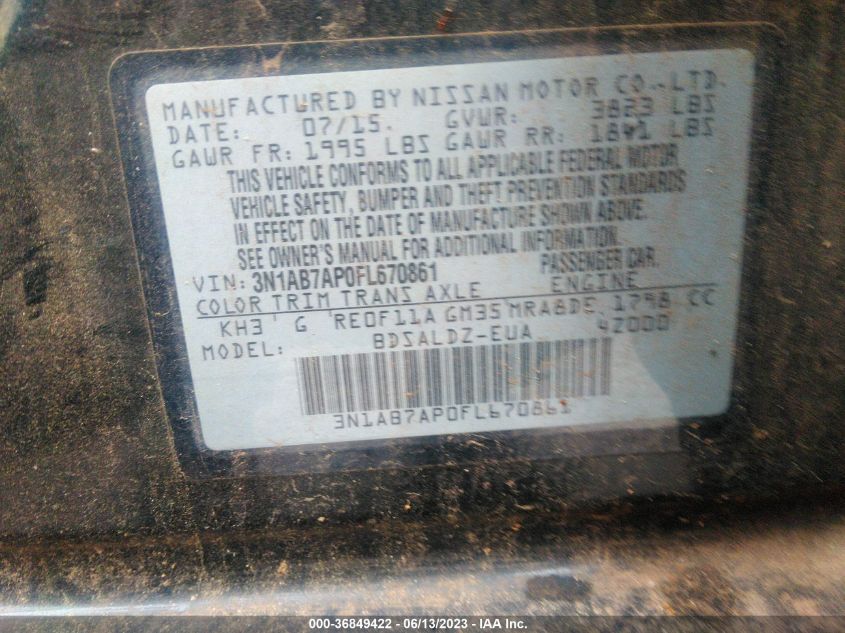 MANUFACTURED BY NISSAN MOTOR CO.,LTD.
DATE: 07/15. GVWR: 3823 LBS
GAWR FR: 1995 LBS GAWR RR: 1841 LBS
THIS VEHICLE CONFORMS TO ALL APPLICABLE FEDERAL MOTOR
VEHICLE SAFETY, BUMPER AND THEFT PREVENTION STANDARDS
IN EFFECT ON THE DATE OF MANUFACTURE SHOWN ABOVE.
SEE OWNER'S MANUAL FOR ADDITIONAL INFORMATION.
VIN: 3N1AB7AP0FL670861 PASSENGER CAR.
COLOR TRIM TRANS AXLE ENGINE
KH3 G RE0F11A GM35 MRA8DE 1798 CC
MODEL: BDSALDZ-EUA 42000
3N1AB7AP0FL670861
000-36849422 - 06/13/2023 - IAA Inc.